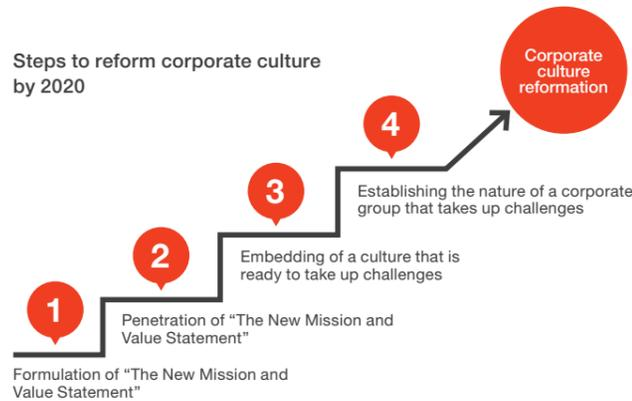 Steps to reform corporate culture
by 2020
Corporate
culture
reformation
4
Establishing the nature of a corporate
group that takes up challenges
3
Embedding of a culture that is
ready to take up challenges
2
Penetration of “The New Mission and
Value Statement”
1
Formulation of “The New Mission and
Value Statement”